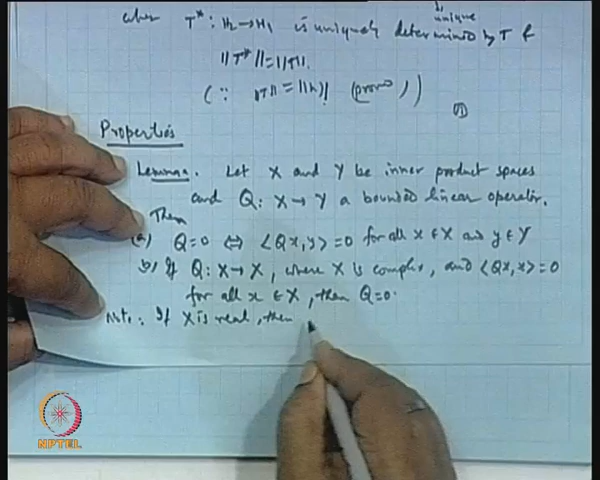 unique
when T* : H₂ → H₁ is uniquely determined by T &
||T*|| = ||T||.
(∵ ||T|| = ||h|| (prove))
Properties
Lemma. Let X and Y be inner product spaces
and Q: X → Y a bounded linear operator.
Then
(a) Q=0 ⇔ ⟨Qx,y⟩ = 0 for all x ∈ X and y ∈ Y
(b) If Q: X → X, where X is complex, and ⟨Qx,x⟩ = 0
for all x ∈ X, then Q=0.
Note: If X is real, then
NPTEL